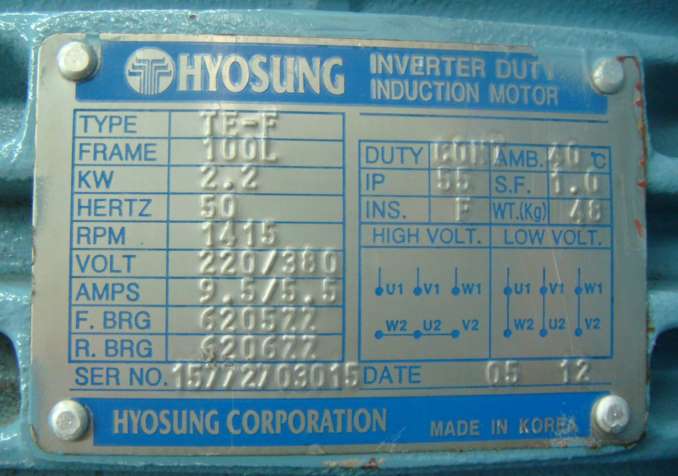 HYOSUNG INVERTER DUTY
INDUCTION MOTOR
TYPE TE-F
FRAME 100L
KW 2.2
HERTZ 50
RPM 1415
VOLT 220/380
AMPS 9.5/5.5
F. BRG 6205ZZ
R. BRG 6206ZZ
DUTY CONT AMB. 40 °C
IP 55 S.F. 1.0
INS. F WT.(Kg)
HIGH VOLT. LOW VOLT.
U1 V1 W1 U1 V1 W1
W2 U2 V2 W2 U2 V2
SER NO. DATE 05 12
HYOSUNG CORPORATION MADE IN KOREA